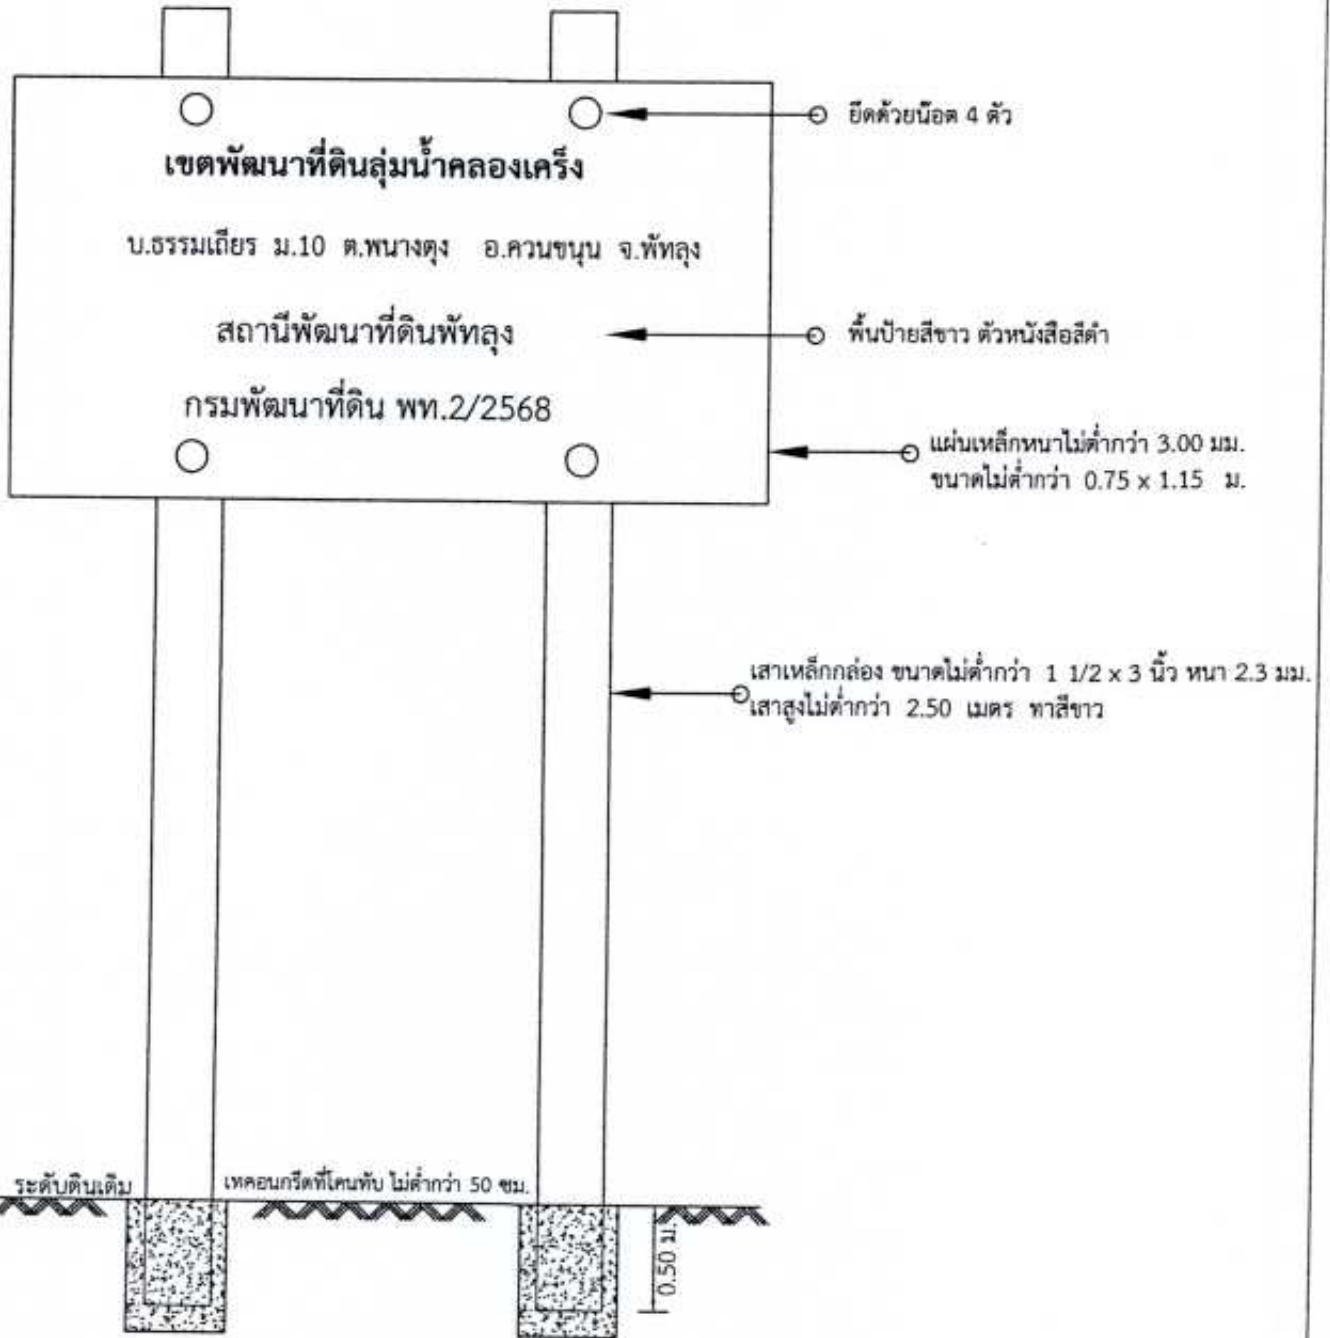 ยึดด้วยน๊อต 4 ตัว
เขตพัฒนาที่ดินลุ่มน้ำคลองเคร็ง
บ.ธรรมเถียร ม.10 ต.พนางตุง อ.ควนขนุน จ.พัทลุง
สถานีพัฒนาที่ดินพัทลุง
พื้นป้ายสีขาว ตัวหนังสือสีดำ
กรมพัฒนาที่ดิน พท.2/2568
แผ่นเหล็กหนาไม่ต่ำกว่า 3.00 มม.
ขนาดไม่ต่ำกว่า 0.75 x 1.15 ม.
เสาเหล็กกล่อง ขนาดไม่ต่ำกว่า 1 1/2 x 3 นิ้ว หนา 2.3 มม.
เสาสูงไม่ต่ำกว่า 2.50 เมตร ทาสีขาว
ระดับดินเดิม
เทคอนกรีตที่โคนทับ ไม่ต่ำกว่า 50 ซม.
0.50 ม.